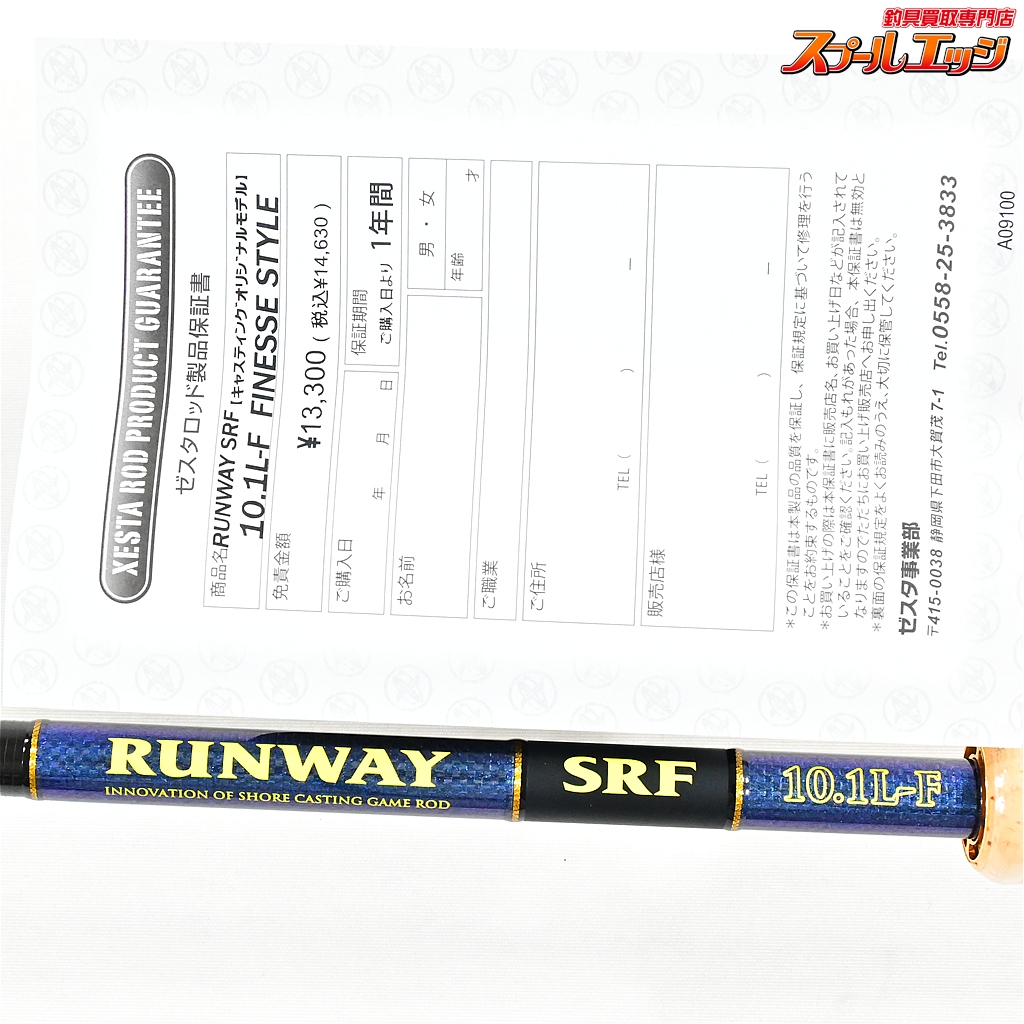 釣具買取専門店
スプールエッジ
XESTA ROD PRODUCT GUARANTEE
ゼスタロッド製品保証書
商品名 RUNWAY SRF【キャスティングオリジナルモデル】
10.1L-F FINESSE STYLE
免責金額 ¥13,300 ( 税込¥14,630 )
ご購入日 年 月 日
保証期間 ご購入日より 1年間
お名前
男・女
年齢 才
ご職業
ご住所
TEL ( ) ー
販売店様
TEL ( ) ー
*この保証書は本製品の品質を保証し、保証規定に基づいて修理を行う
ことをお約束するものです。
*お買い上げの際は本保証書に販売店名、お買い上げ日などが記入されて
いることをご確認ください。記入もれがあった場合、本保証書は無効と
なりますのでただちにお買い上げ販売店へお申し出ください。
*裏面の保証規定をよくお読みのうえ、大切に保管してください。
ゼスタ事業部
〒415-0038 静岡県下田市大賀茂7-1 Tel.0558-25-3833
A09100
RUNWAY
INNOVATION OF SHORE CASTING GAME ROD
SRF
10.1L-F